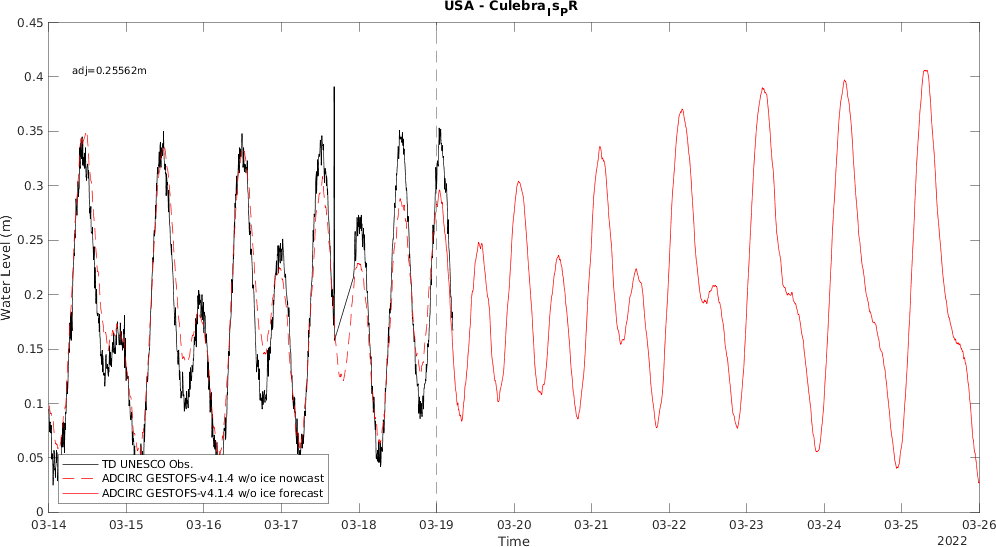 USA - CulebraIsPR
0.45
0.4
0.35
0.3
0.25
0.2
0.15
0.1
0.05
0
Water Level (m)
adj=0.25562m
TD UNESCO Obs.
ADCIRC GESTOFS-v4.1.4 w/o ice nowcast
ADCIRC GESTOFS-v4.1.4 w/o ice forecast
03-14 03-15 03-16 03-17 03-18 03-19 03-20 03-21 03-22 03-23 03-24 03-25 03-26
Time
2022